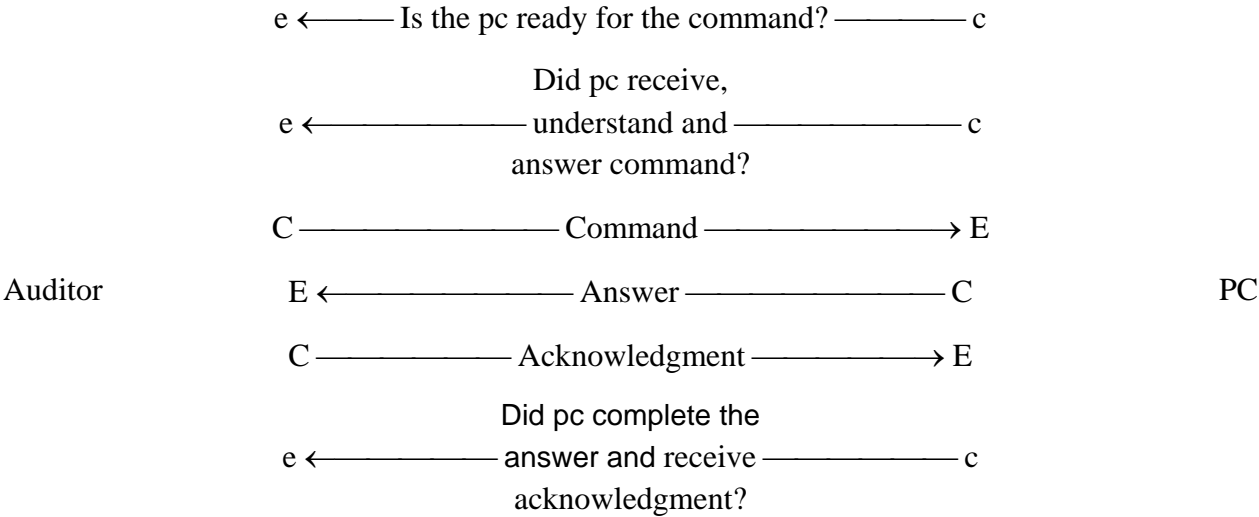 e ← Is the pc ready for the command? c
Did pc receive,
e ← understand and c
answer command?
C Command → E
Auditor E ← Answer C PC
C Acknowledgment → E
Did pc complete the
e ← answer and receive c
acknowledgment?